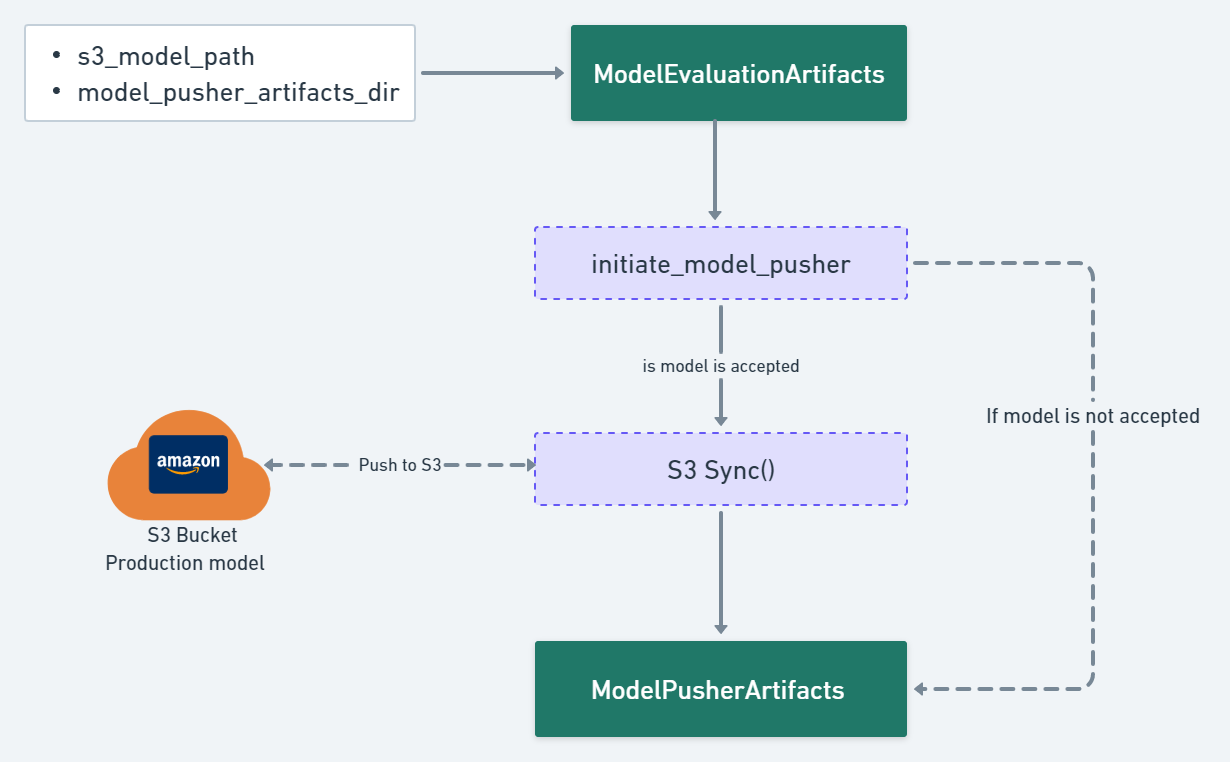 • s3_model_path
• model_pusher_artifacts_dir
ModelEvaluationArtifacts
initiate_model_pusher
is model is accepted
If model is not accepted
amazon
Push to S3
S3 Sync()
S3 Bucket
Production model
ModelPusherArtifacts